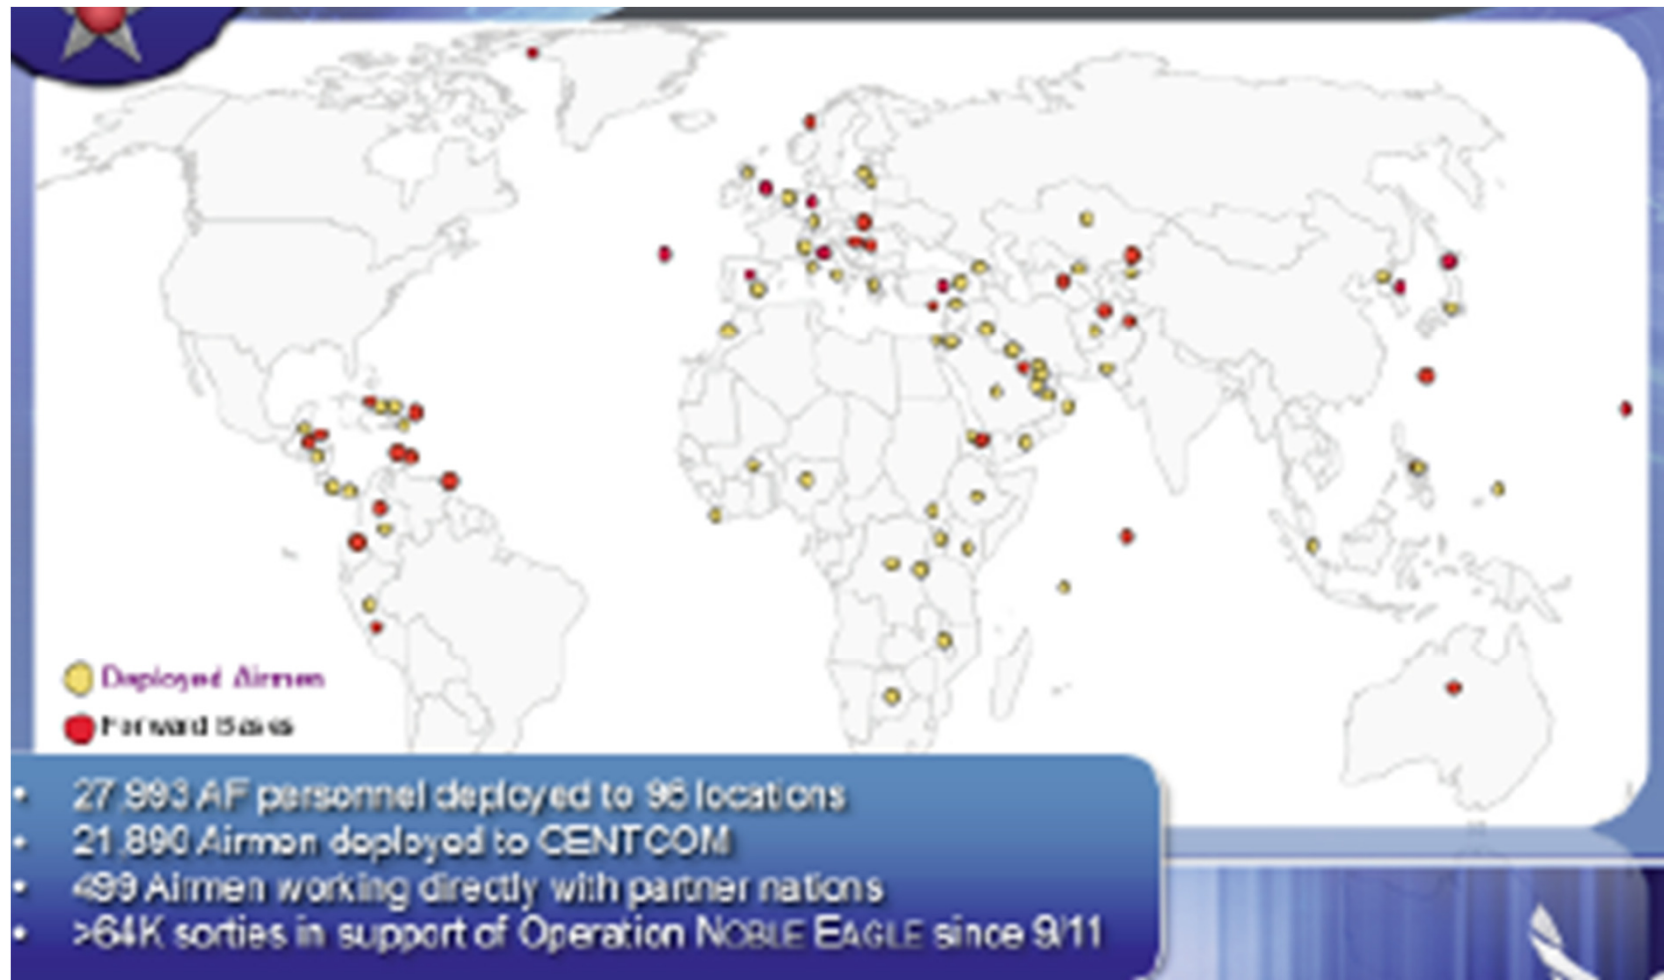 Deployed Airmen
Forward Bases
• 27,993 AF personnel deployed to 96 locations
• 21,890 Airmen deployed to CENTCOM
• 499 Airmen working directly with partner nations
• >64K sorties in support of Operation NOBLE EAGLE since 9/11